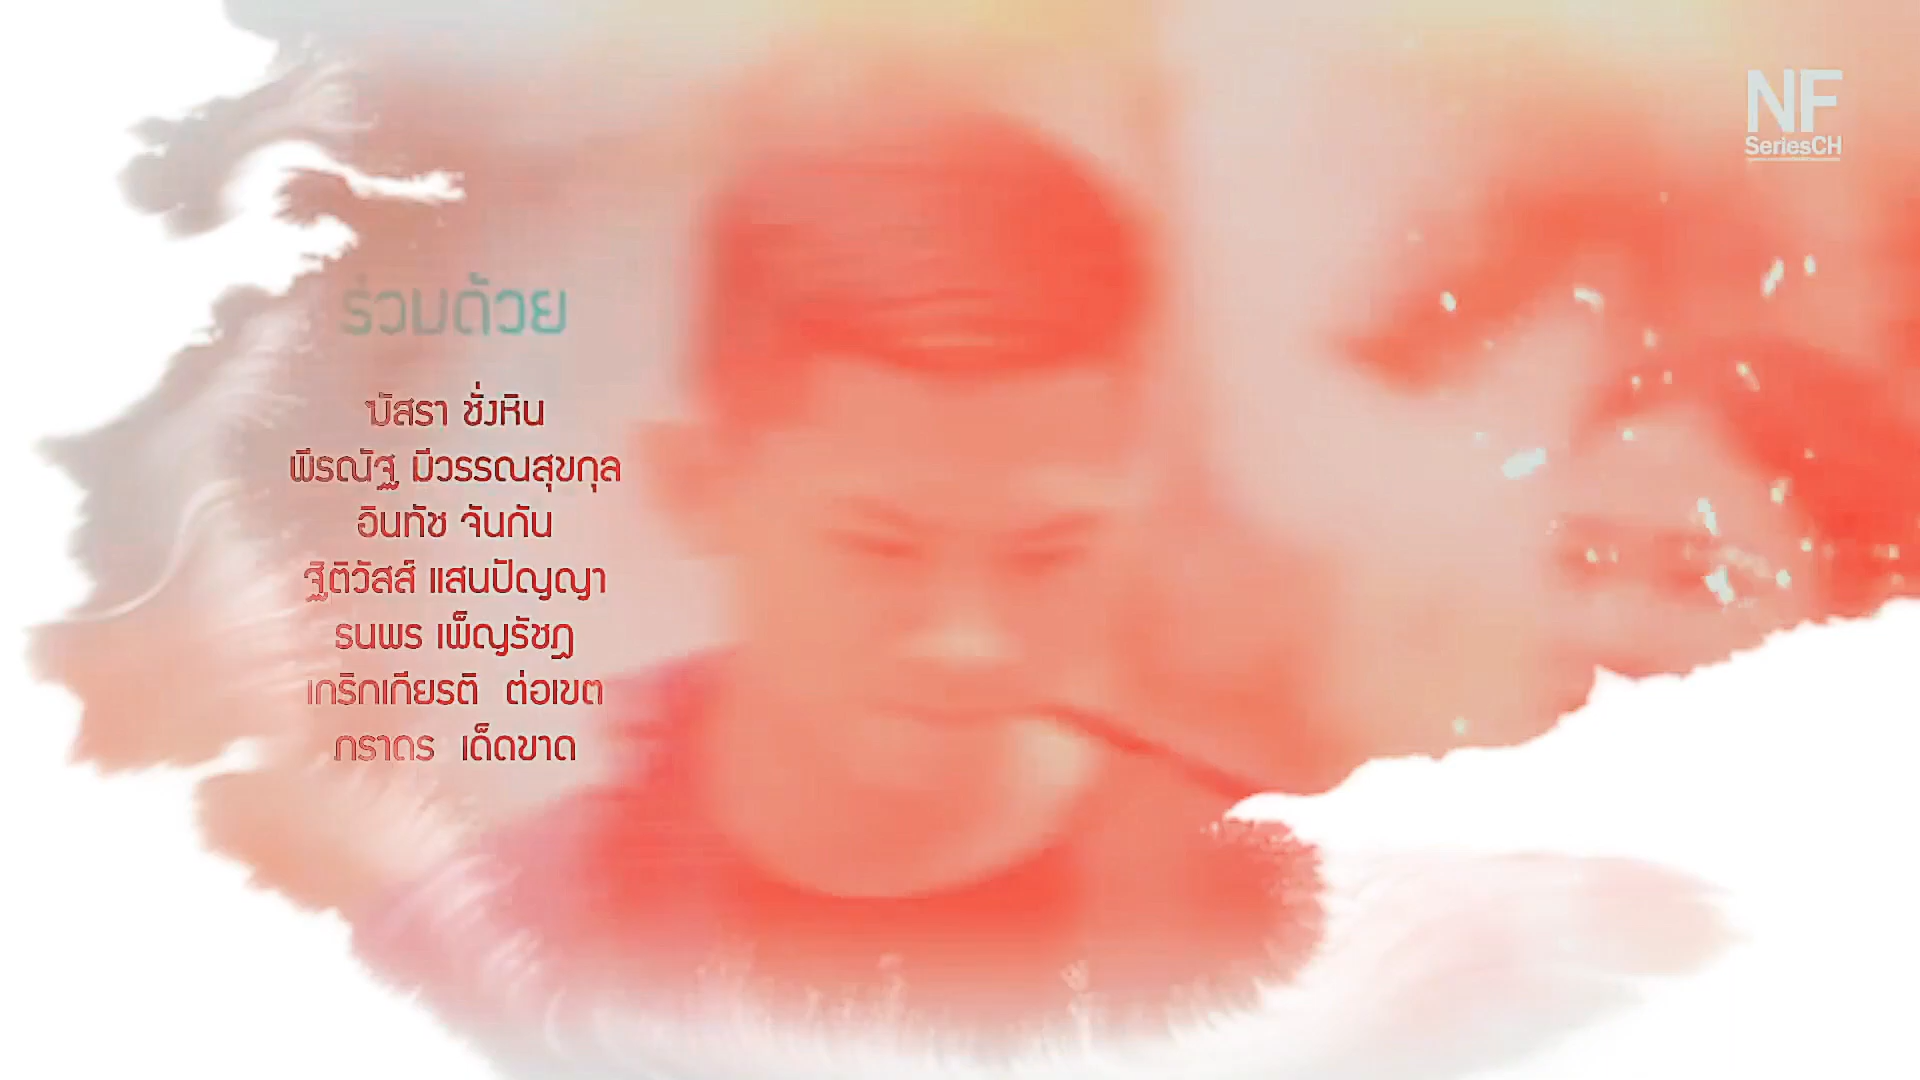 NF
SeriesCH
ร่วมด้วย
ฆัสรา ชั่งหิน
พีรณัฐ มีวรรณสุขกุล
อินทัช จันกัน
ฐิติวัสส์ แสนปัญญา
ธนพร เพ็ญรัชฎ
เกริกเกียรติ ต่อเขต
ภราดร เด็ดขาด